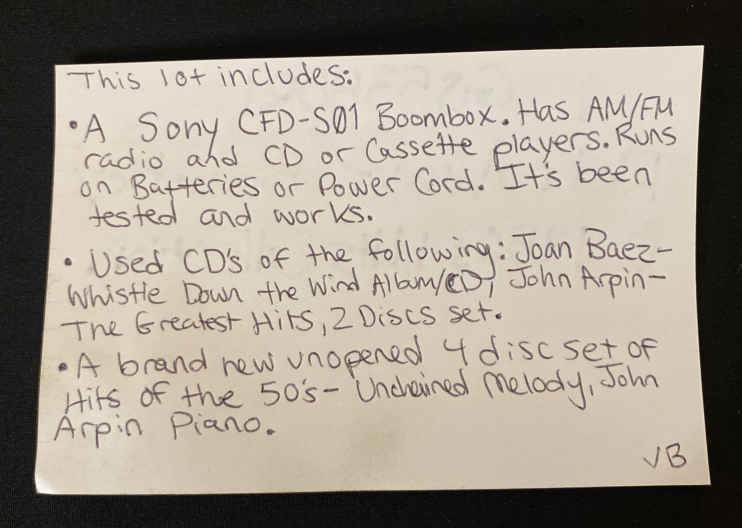 This lot includes:
• A Sony CFD-S01 Boombox. Has AM/FM
radio and CD or Cassette players. Runs
on Batteries or Power Cord. It's been
tested and works.
• Used CD's of the following: Joan Baez-
Whistle Down the Wind Album/CD, John Arpin-
The Greatest Hits, 2 Discs set.
• A brand new unopened 4 disc set of
Hits of the 50's- Unchained Melody, John
Arpin Piano.
VB